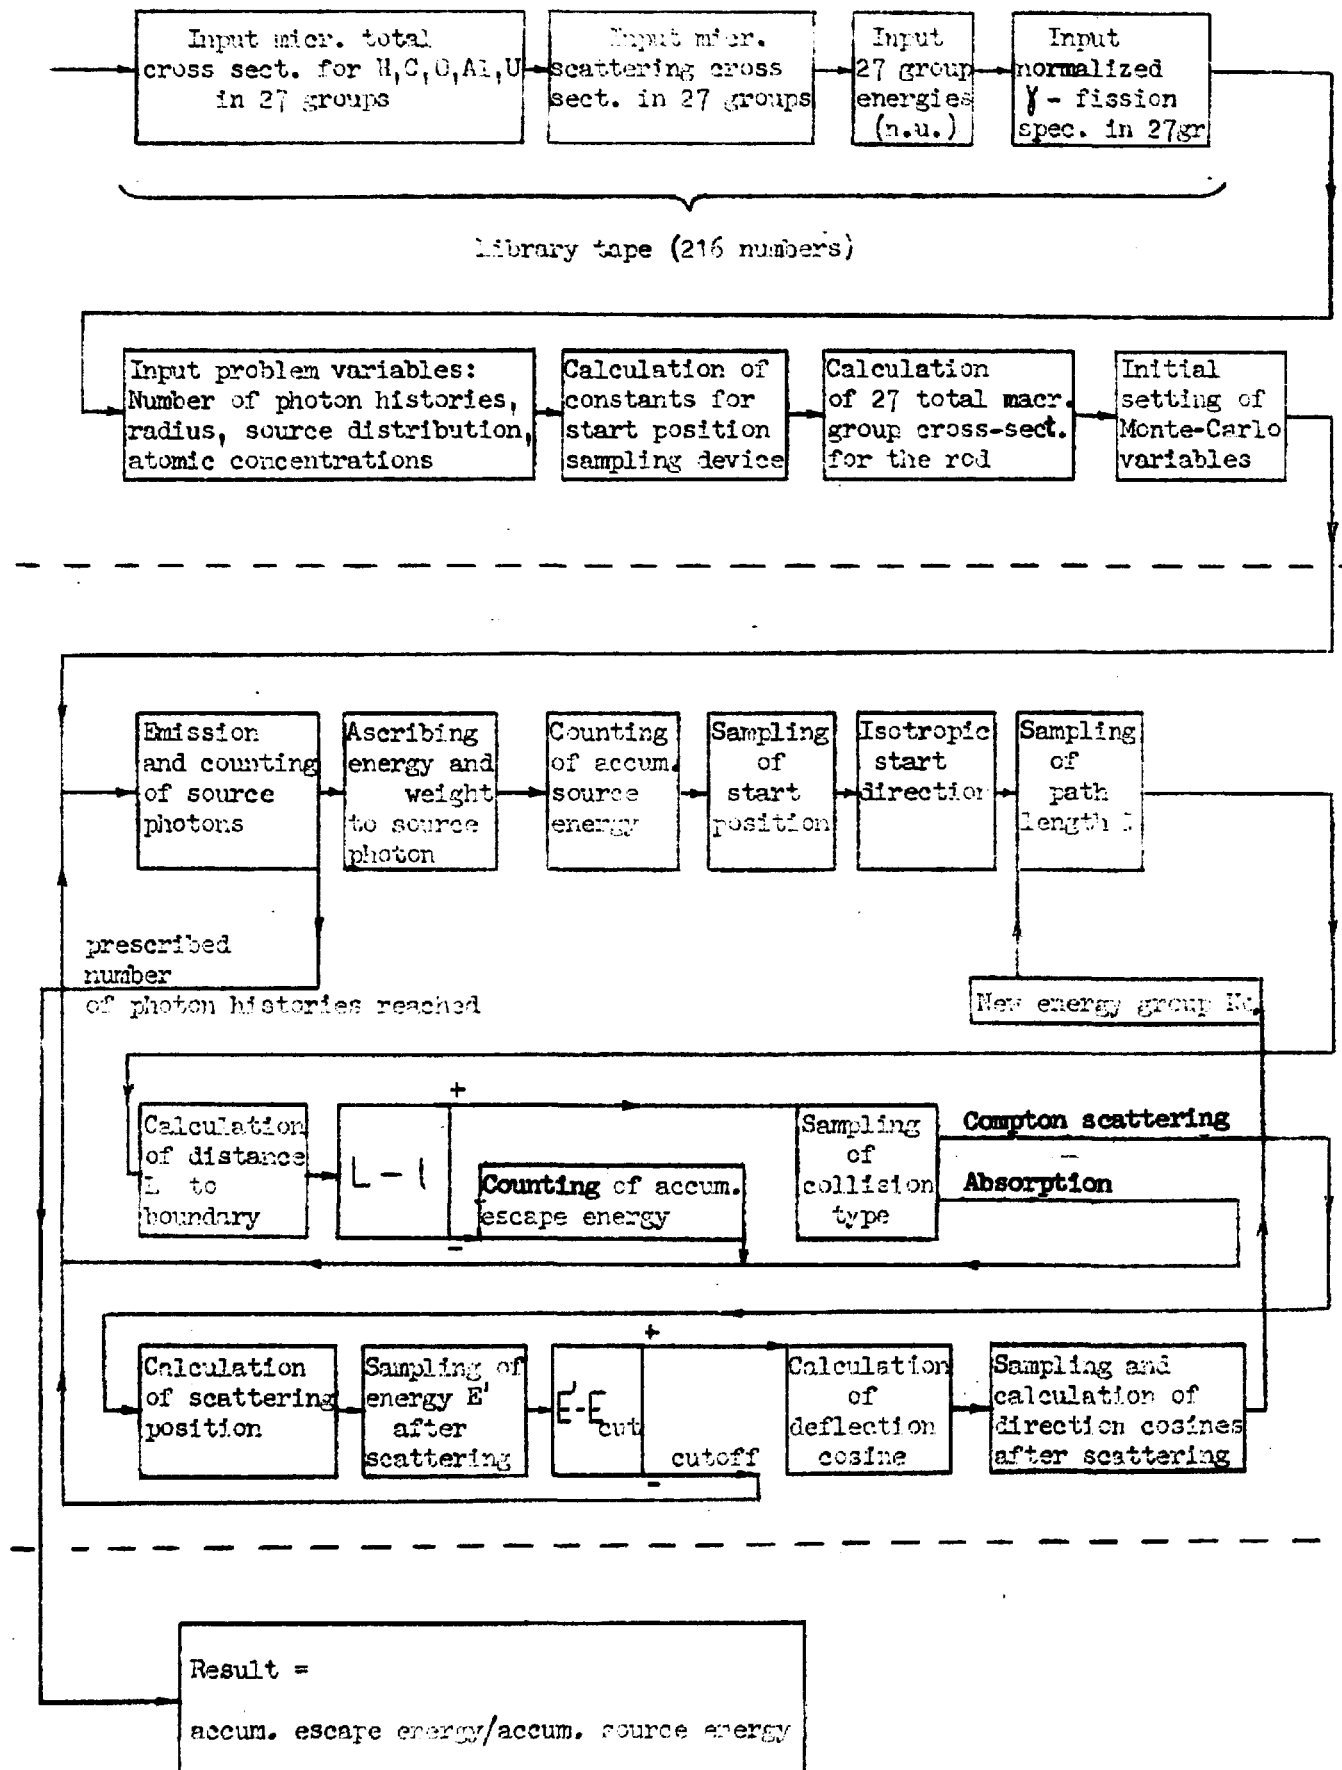 Input micr. total
cross sect. for H,C,O,Al,U
in 27 groups
Input micr.
scattering cross
sect. in 27 groups
Input
27 group
energies
(n.u.)
Input
normalized
γ - fission
spec. in 27gr
Library tape (216 numbers)
Input problem variables:
Number of photon histories,
radius, source distribution,
atomic concentrations
Calculation of
constants for
start position
sampling device
Calculation
of 27 total macr.
group cross-sect.
for the rod
Initial
setting of
Monte-Carlo
variables
Emission
and counting
of source
photons
Ascribing
energy and
weight
to source
photon
Counting
of accum.
source
energy
Sampling
of
start
position
Isotropic
start
direction
Sampling
of
path
length l
prescribed
number
of photon histories reached
New energy group
Calculation
of distance
L to
boundary
L - l
+
-
Counting of accum.
escape energy
Sampling
of
collision
type
Compton scattering
Absorption
Calculation
of scattering
position
Sampling of
energy E'
after
scattering
E'-E cut
+
cutoff
-
Calculation
of
deflection
cosine
Sampling and
calculation of
direction cosines
after scattering
Result =
accum. escape energy/accum. source energy